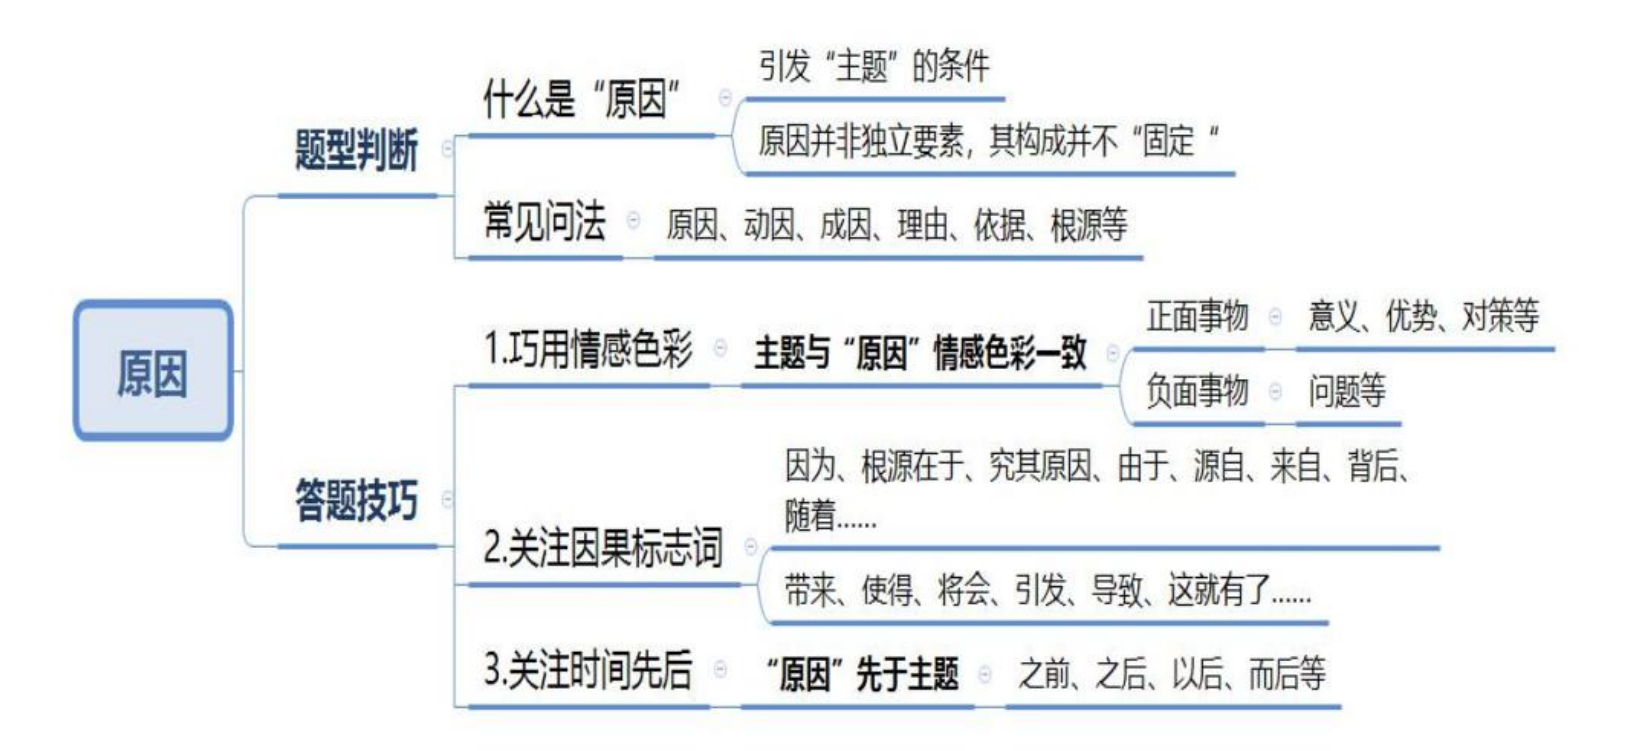 引发“主题”的条件
什么是“原因”
原因并非独立要素，其构成并不“固定“
题型判断
常见问法
原因、动因、成因、理由、依据、根源等
原因
1.巧用情感色彩
主题与“原因”情感色彩一致
正面事物
意义、优势、对策等
负面事物
问题等
答题技巧
2.关注因果标志词
因为、根源在于、究其原因、由于、源自、来自、背后、
随着……
带来、使得、将会、引发、导致、这就有了……
3.关注时间先后
“原因”先于主题
之前、之后、以后、而后等